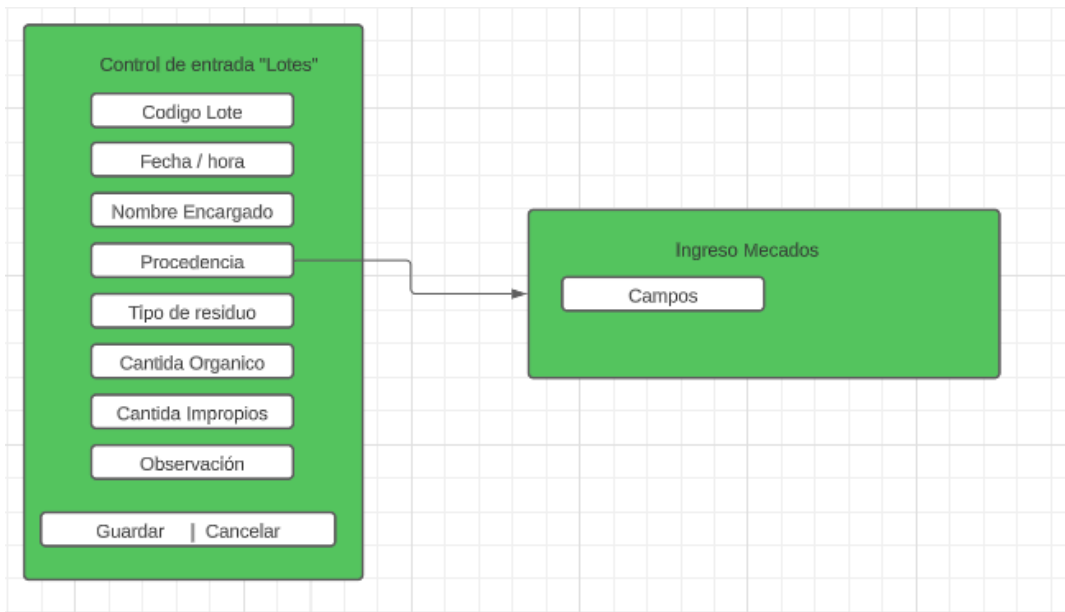 Control de entrada "Lotes"
Codigo Lote
Fecha / hora
Nombre Encargado
Procedencia
Tipo de residuo
Cantida Organico
Cantida Impropios
Observación
Guardar | Cancelar
Ingreso Mecados
Campos